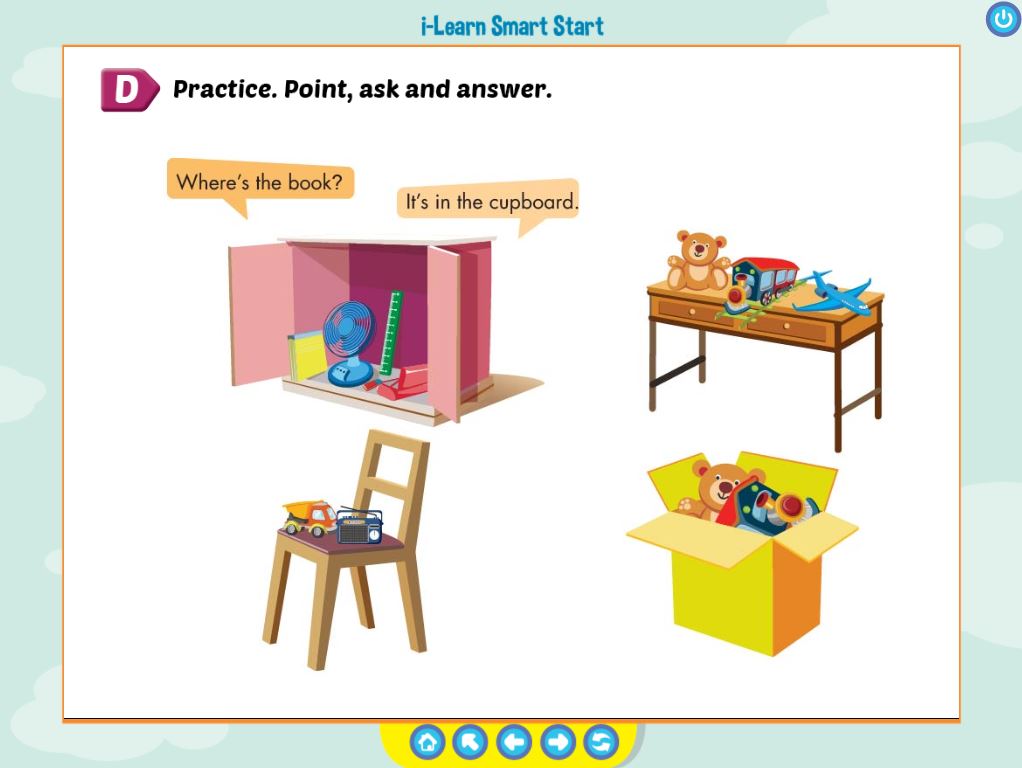 i-Learn Smart Start
D Practice. Point, ask and answer.
Where's the book?
It's in the cupboard.